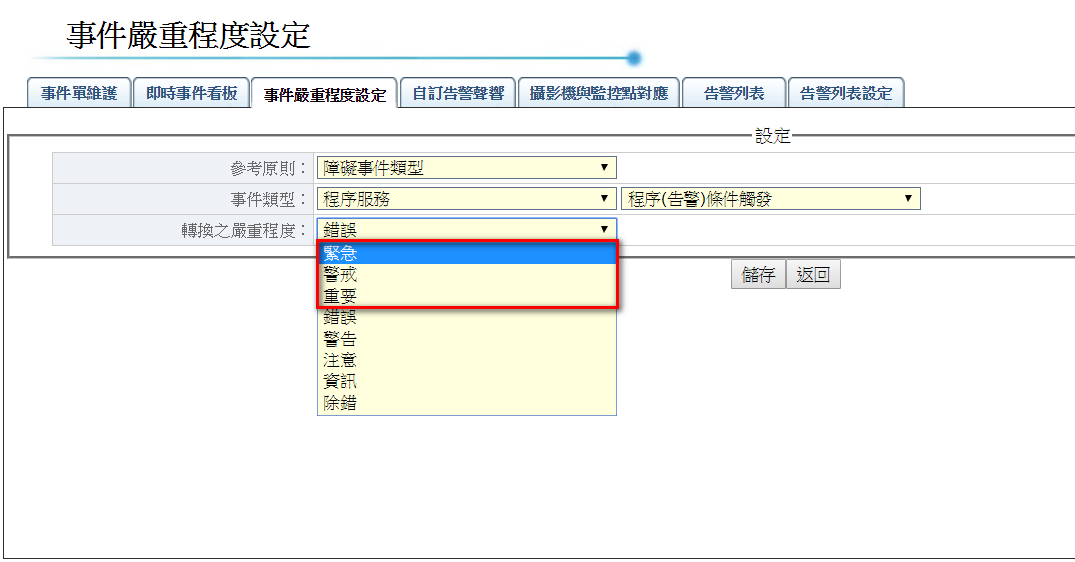 事件嚴重程度設定
事件單維護 即時事件看板 事件嚴重程度設定 自訂告警聲響 攝影機與監控點對應 告警列表 告警列表設定
設定
參考原則： 障礙事件類型
事件類型： 程序服務 程序(告警)條件觸發
轉換之嚴重程度： 錯誤
緊急
警戒
重要
錯誤
警告
注意
資訊
除錯
儲存 返回